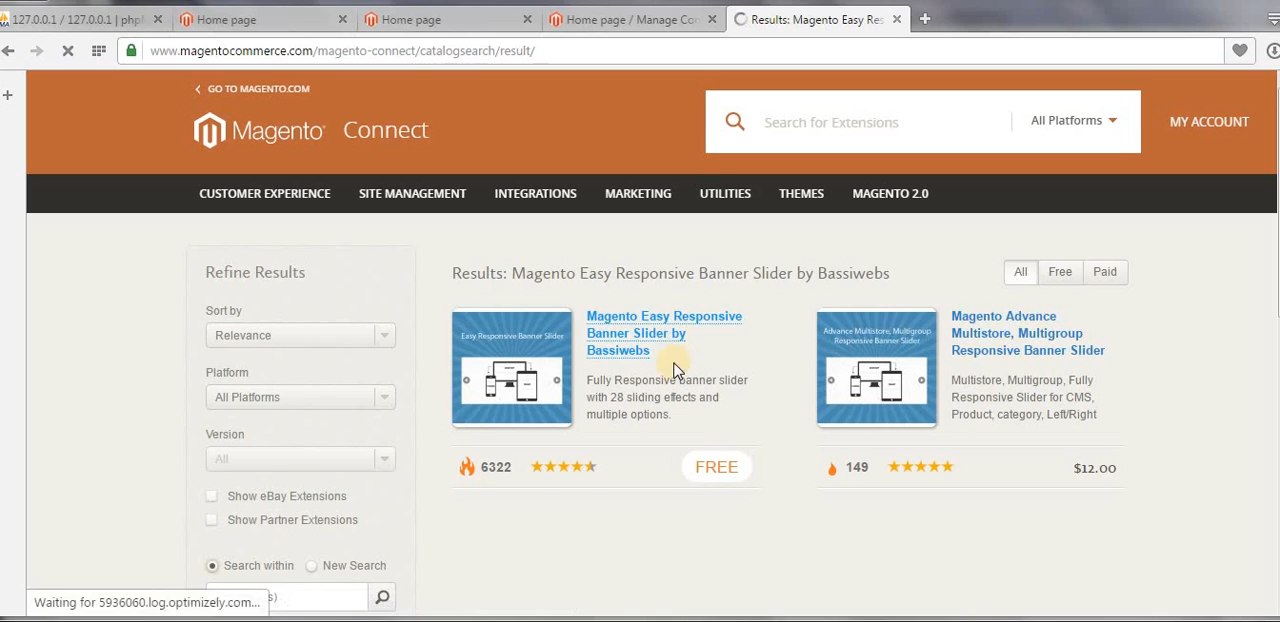 127.0.0.1 / 127.0.0.1 | ph
Home page
Home page
Home page / Manage Co
Results: Magento Easy Res
www.magentocommerce.com/magento-connect/catalogsearch/result/
GO TO MAGENTO.COM
Magento Connect
Search for Extensions
All Platforms
MY ACCOUNT
CUSTOMER EXPERIENCE SITE MANAGEMENT INTEGRATIONS MARKETING UTILITIES THEMES MAGENTO 2.0
Refine Results
Sort by
Relevance
Platform
All Platforms
Version
All
Show eBay Extensions
Show Partner Extensions
Search within New Search
s)
Results: Magento Easy Responsive Banner Slider by Bassiwebs
All Free Paid
Easy Responsive Banner Slider
Magento Easy Responsive
Banner Slider by
Bassiwebs
Fully Responsive banner slider
with 28 sliding effects and
multiple options.
6322
FREE
Advance Multistore, Multigroup
Responsive Banner Slider
Magento Advance
Multistore, Multigroup
Responsive Banner Slider
Multistore, Multigroup, Fully
Responsive Slider for CMS,
Product, category, Left/Right
149
$12.00
Waiting for 5936060.log.optimizely.com...